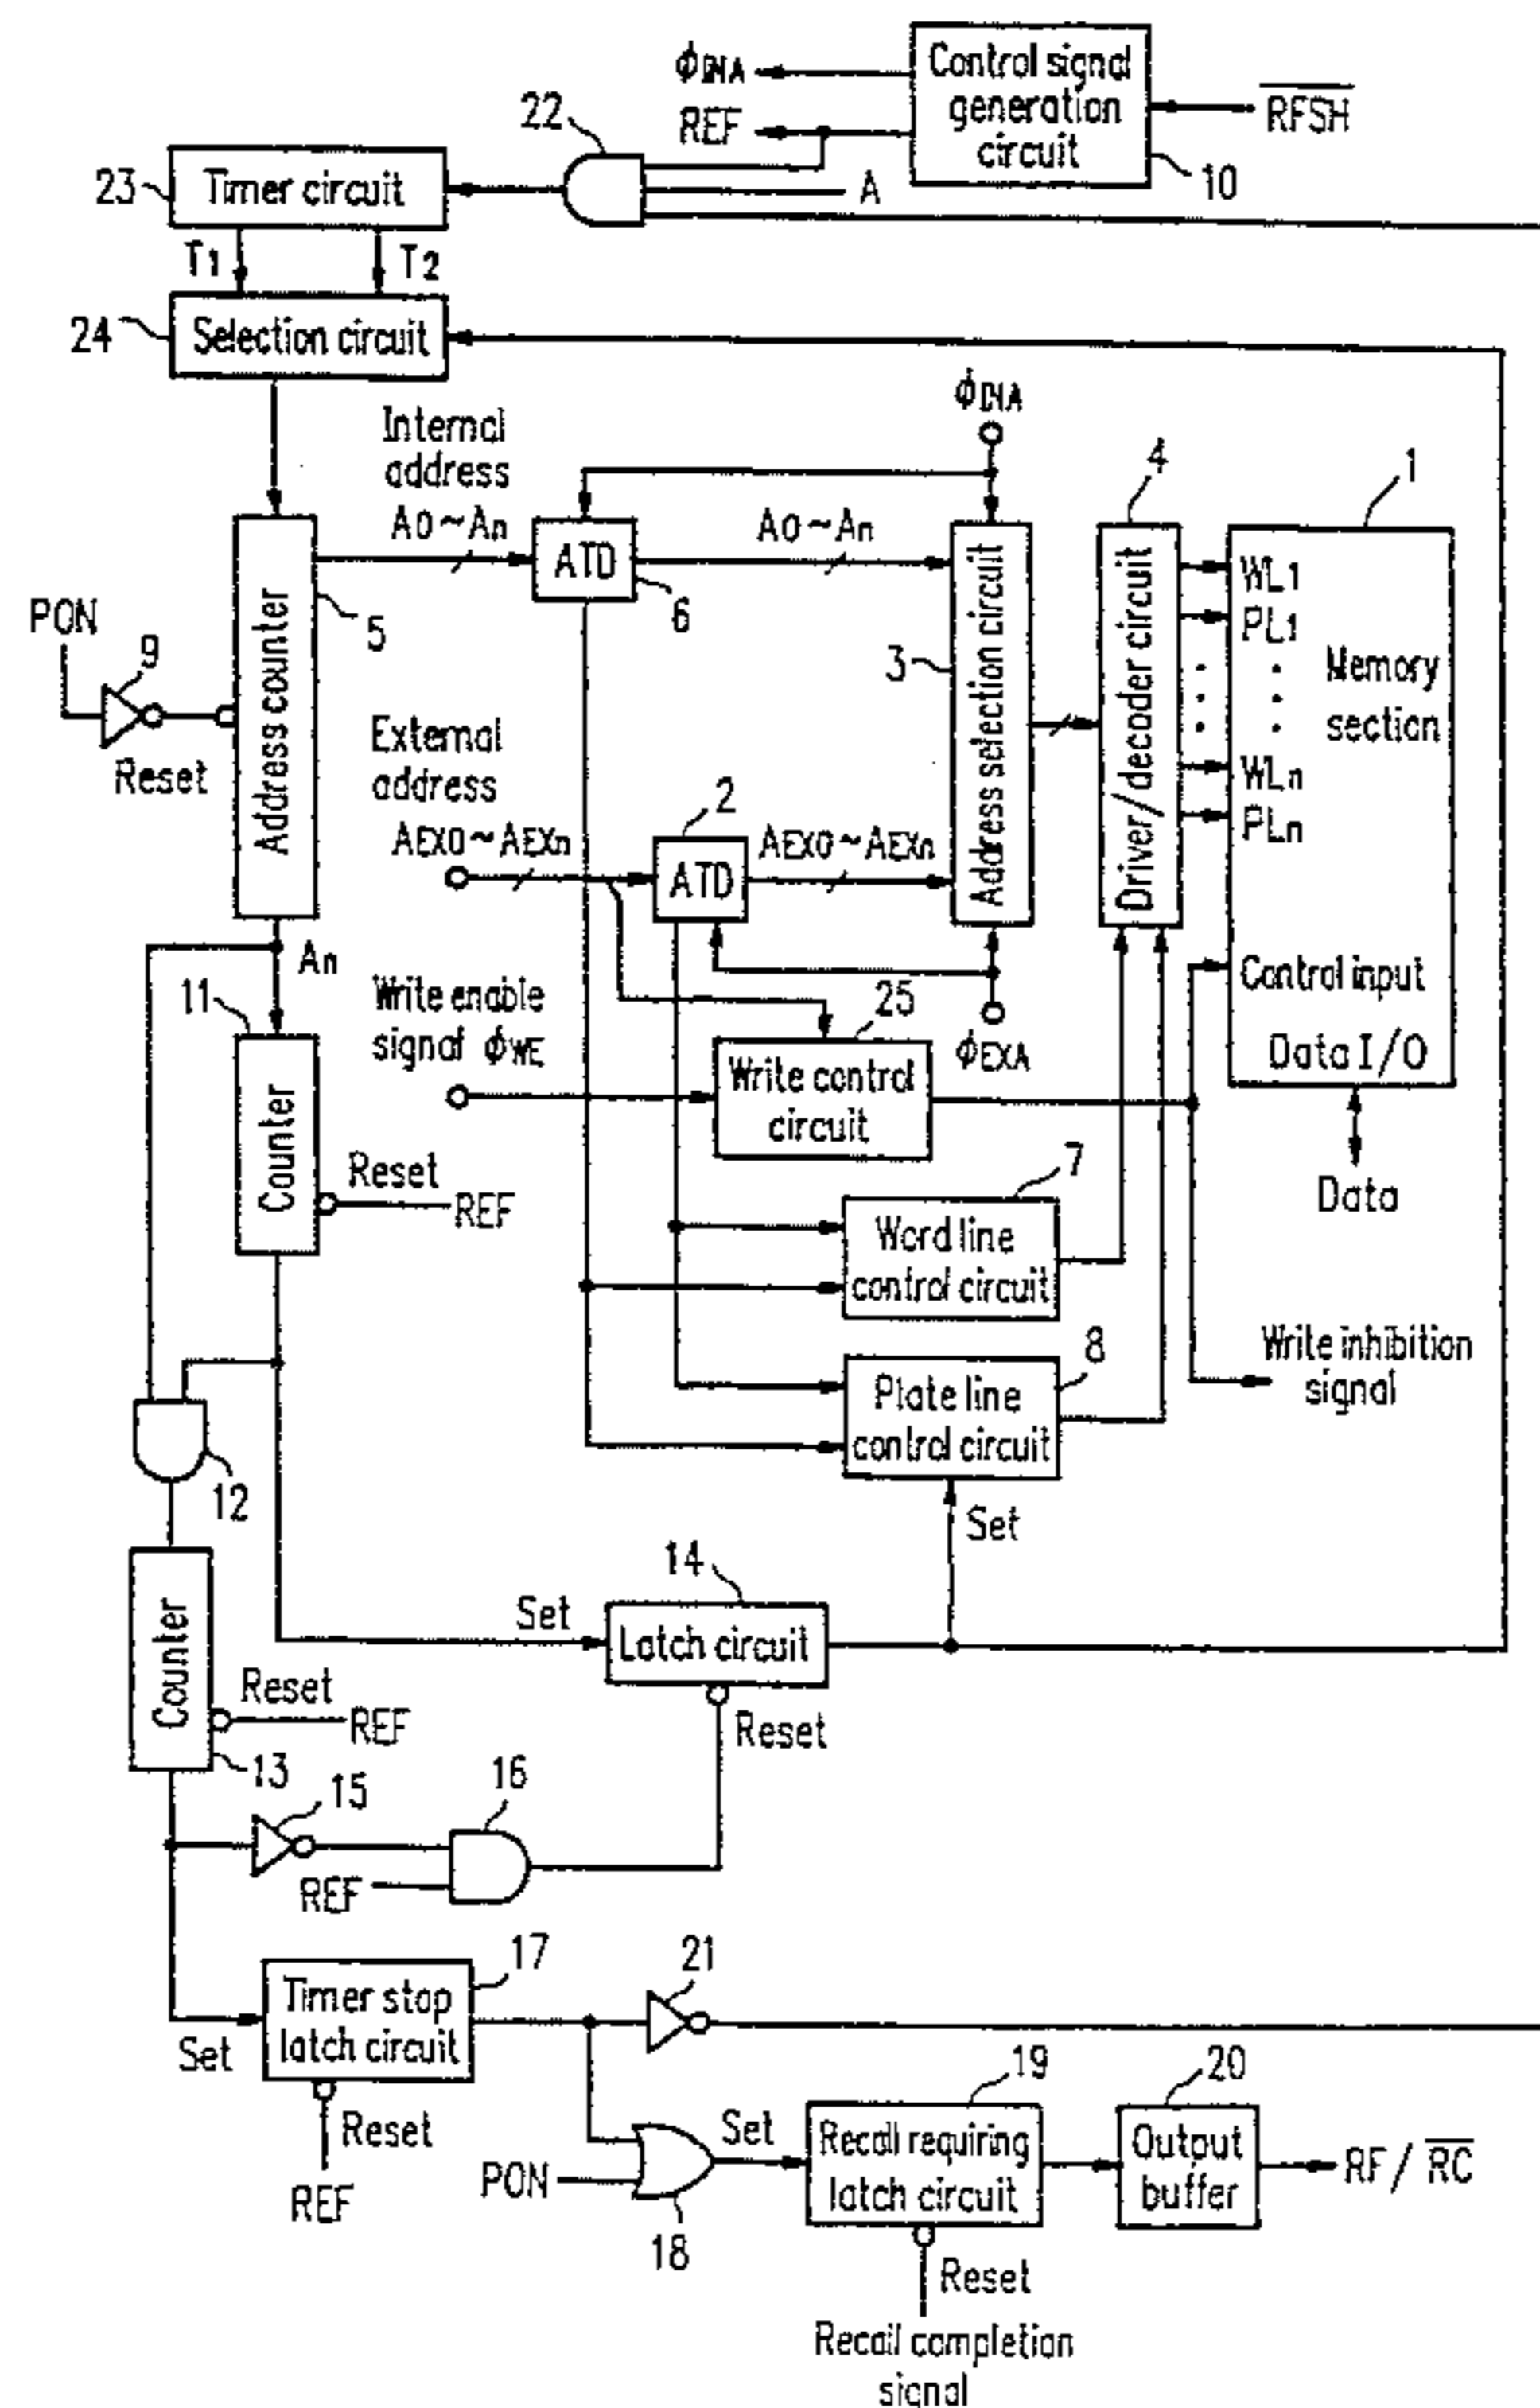 ϕINA
Control signal
generation
circuit
REF
RFSH
22
10
23
Timer circuit
A
T1
T2
24
Selection circuit
ϕINA
Internal
address
4
1
A0~An
ATD
A0~An
WL1
PON
5
6
PL1
9
Address counter
3
Address selection circuit
Driver/decoder circuit
Memory
section
Reset
External
address
2
WLn
AEX0~AEXn
ATD
AEX0~AEXn
PLn
An
11
Write enable
signal ϕWE
25
Control input
ϕEXA
Data I/O
Counter
Write control
circuit
Reset
REF
7
Data
Word line
control circuit
8
Write inhibition
signal
Plate line
control circuit
12
Set
14
Set
Latch circuit
Counter
Reset
REF
Reset
13
15
16
REF
17
21
Timer stop
latch circuit
Set
19
20
Reset
Set
Recall requiring
latch circuit
Output
buffer
RF / RC
PON
REF
18
Reset
Recall completion
signal